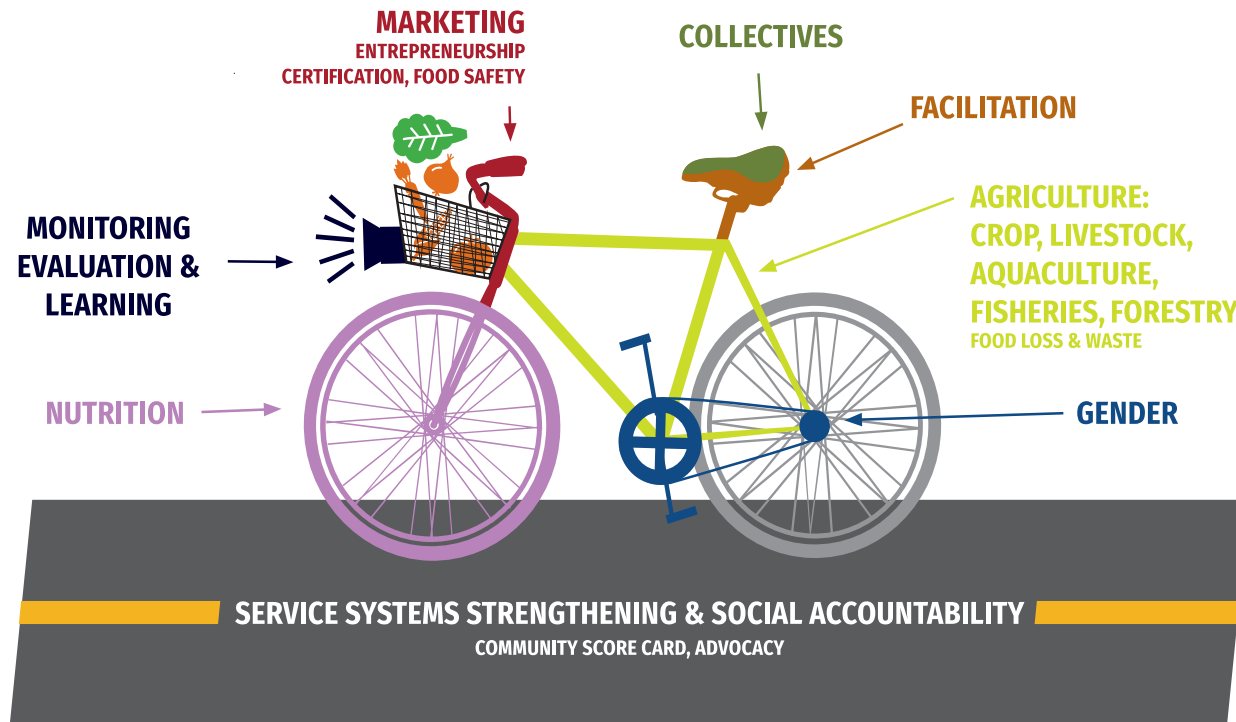 MARKETING
ENTREPRENEURSHIP
CERTIFICATION, FOOD SAFETY
COLLECTIVES
FACILITATION
AGRICULTURE:
CROP, LIVESTOCK,
AQUACULTURE,
FISHERIES, FORESTRY
FOOD LOSS & WASTE
MONITORING
EVALUATION &
LEARNING
NUTRITION
GENDER
SERVICE SYSTEMS STRENGTHENING & SOCIAL ACCOUNTABILITY
COMMUNITY SCORE CARD, ADVOCACY